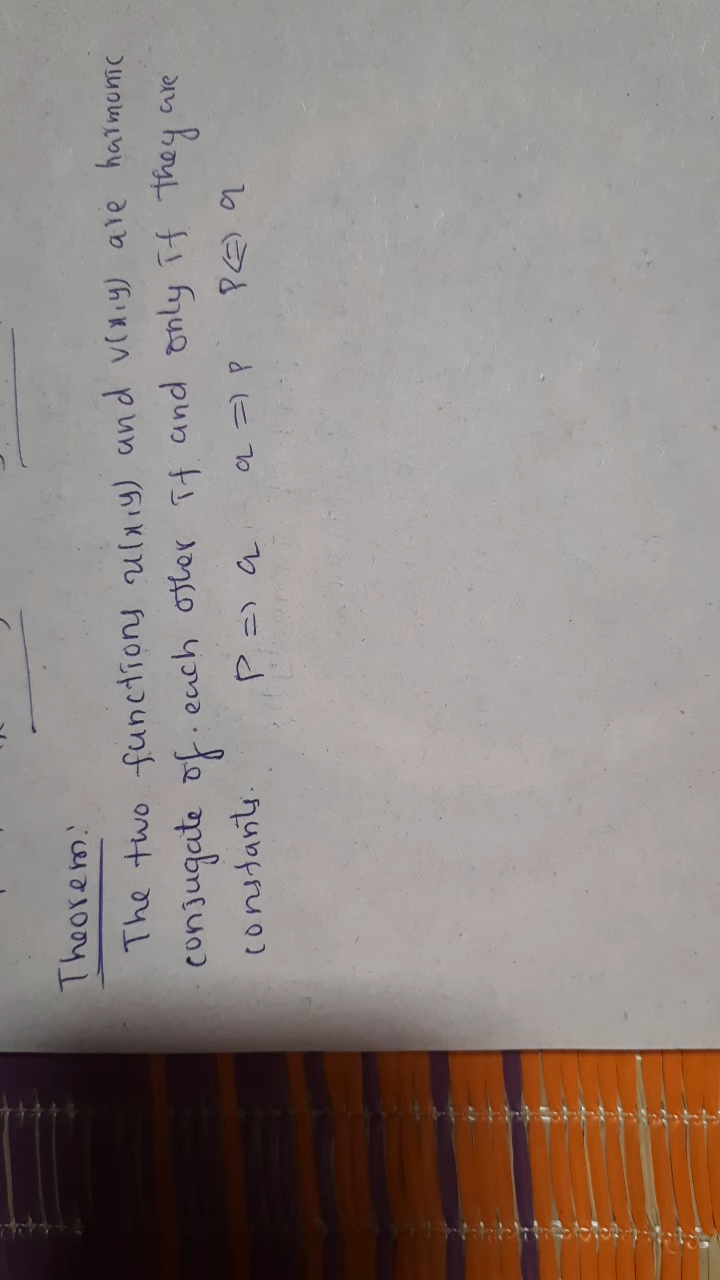 Theorem:
The two functions u(x,y) and v(x,y) are harmonic
conjugate of each other if and only if they are
constants. P => q q => P P <=> q